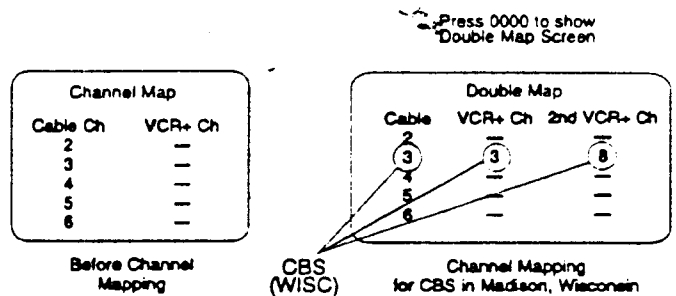 Press 0000 to show
Double Map Screen
Channel Map
Cable Ch VCR+ Ch
2 —
3 —
4 —
5 —
6 —
Before Channel
Mapping
Double Map
Cable VCR+ Ch 2nd VCR+ Ch
2 — —
3 3 8
4 — —
5 — —
6 — —
CBS
(WISC)
Channel Mapping
for CBS in Madison, Wisconsin